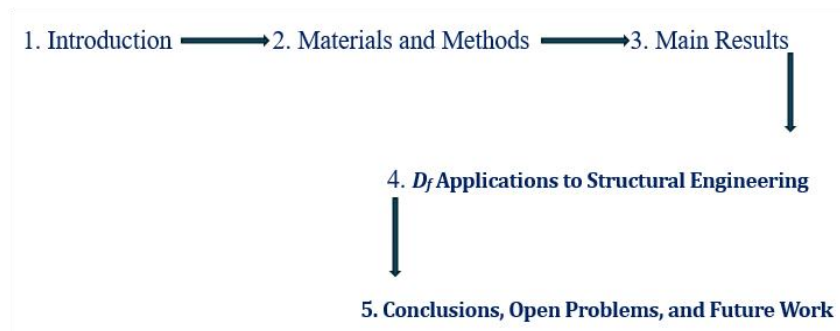 1. Introduction 2. Materials and Methods 3. Main Results
4. Df Applications to Structural Engineering
5. Conclusions, Open Problems, and Future Work